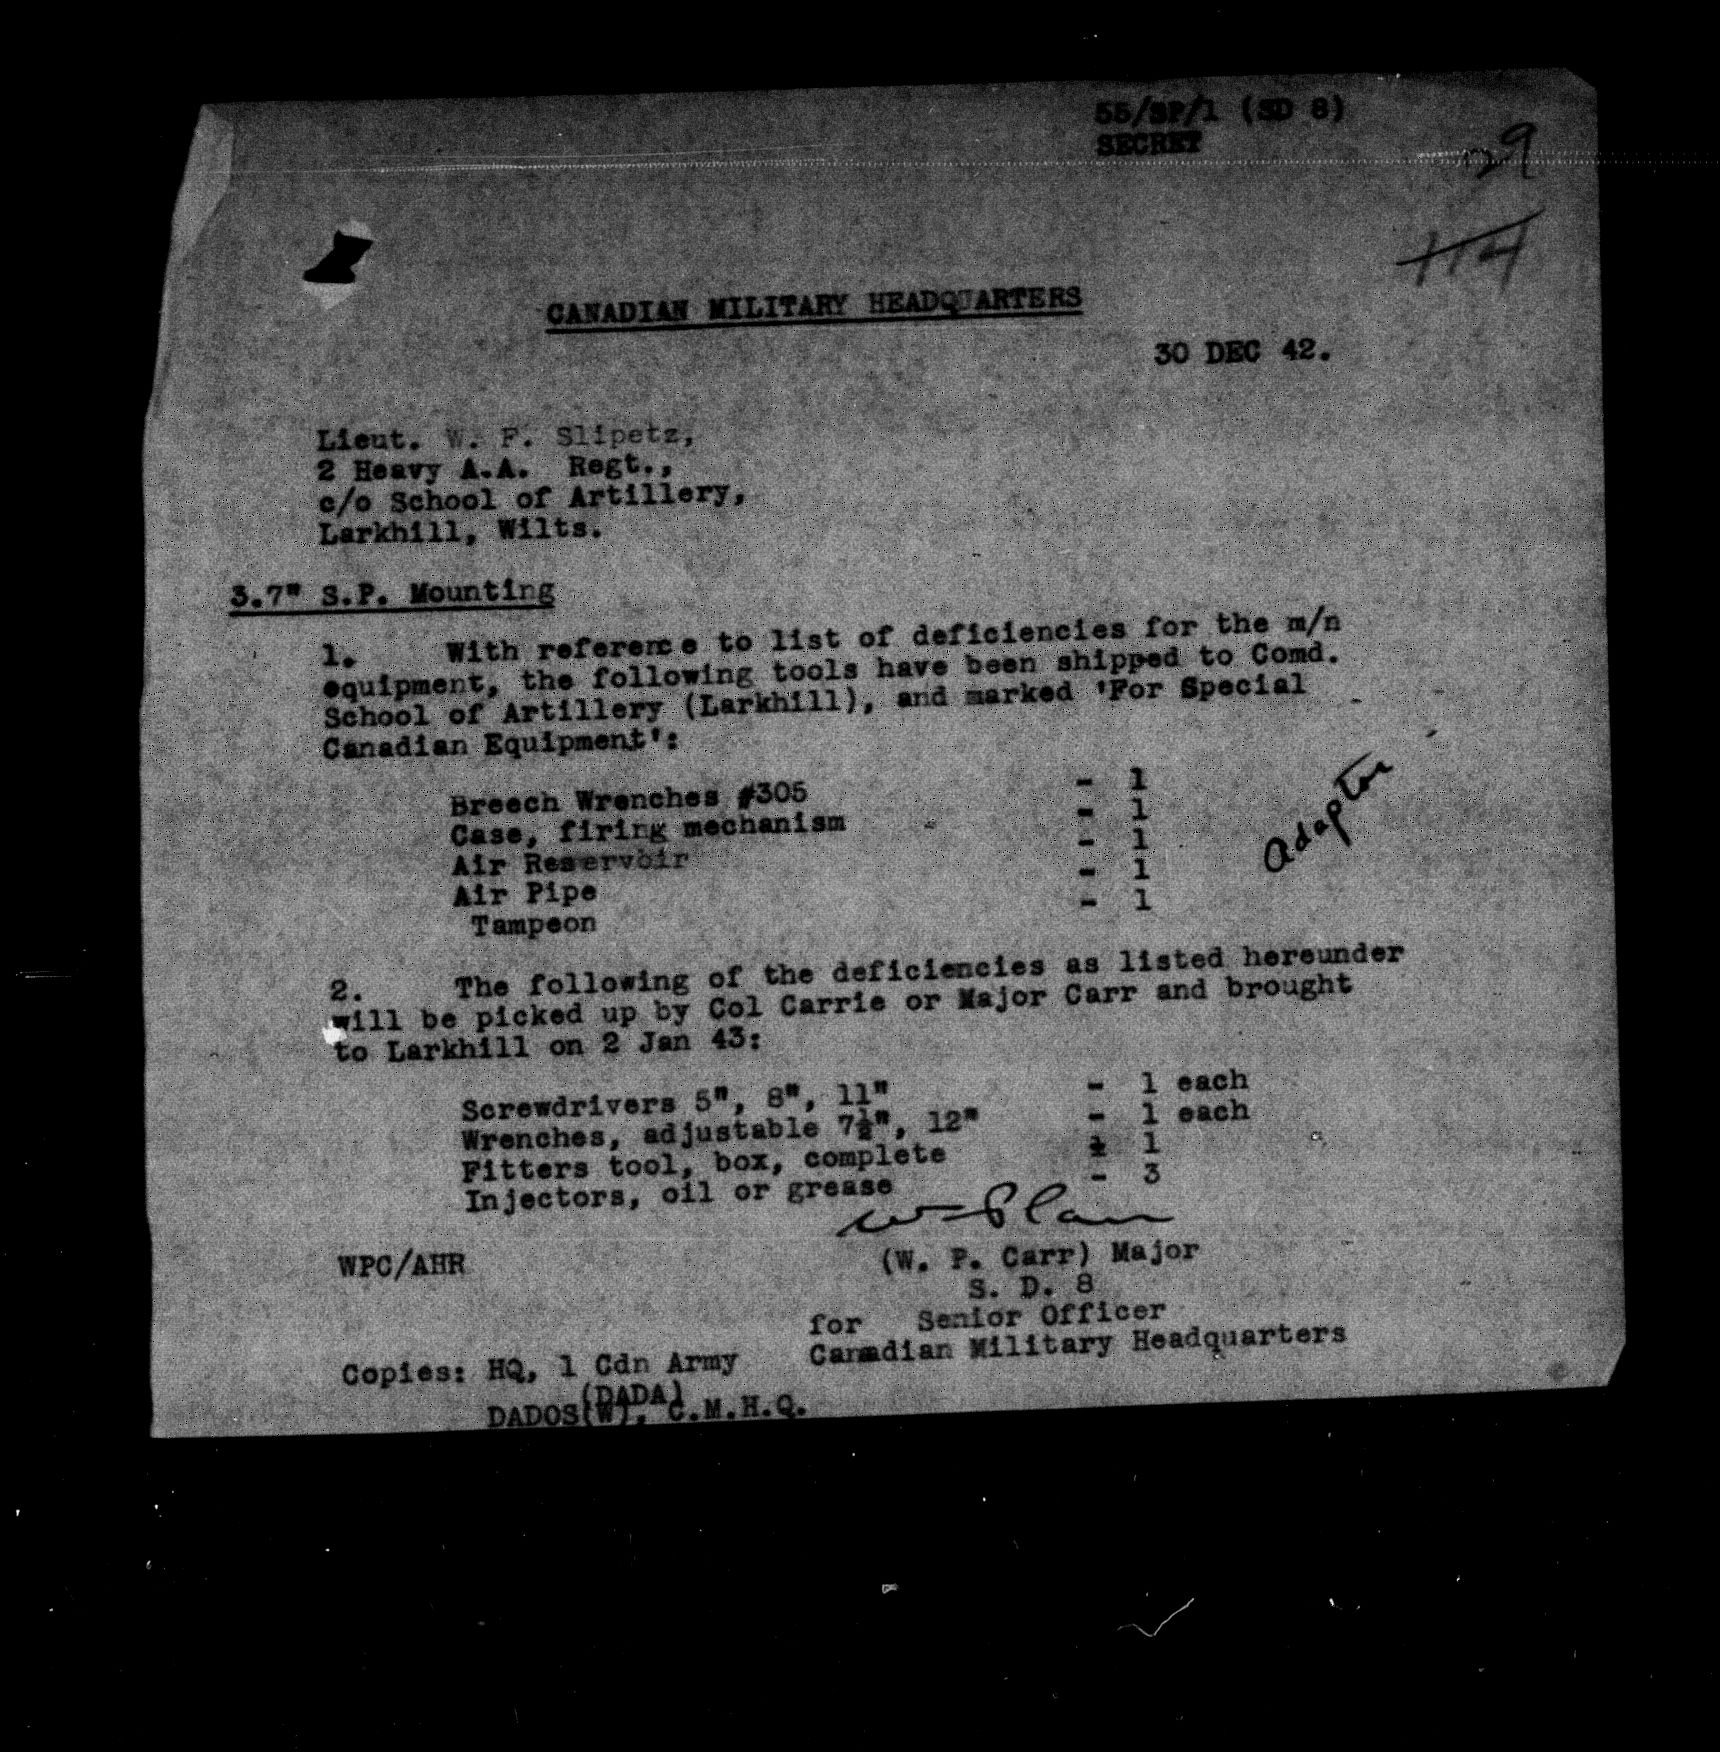 55/SP/1 (SD 8)
SECRET
39
114
CANADIAN MILITARY HEADQUARTERS
30 DEC 42.
Lieut. W. F. Slipetz,
2 Heavy A.A. Regt.,
c/o School of Artillery,
Larkhill, Wilts.
3.7" S.P. Mounting
1. With reference to list of deficiencies for the m/n
equipment, the following tools have been shipped to Comd.
School of Artillery (Larkhill), and marked 'For Special
Canadian Equipment':
Breech Wrenches #305 - 1
Case, firing mechanism - 1
Air Reservoir - 1
Air Pipe - 1
Tampeon - 1
Adaptor
2. The following of the deficiencies as listed hereunder
will be picked up by Col Carrie or Major Carr and brought
to Larkhill on 2 Jan 43:
Screwdrivers 5", 8", 11" - 1 each
Wrenches, adjustable 7½", 12" - 1 each
Fitters tool, box, complete - 1
Injectors, oil or grease - 3
WPC/AHR
(W. P. Carr) Major
S. D. 8
for Senior Officer
Canadian Military Headquarters
Copies: HQ, 1 Cdn Army
(DADA)
DADOS(W), C.M.H.Q.